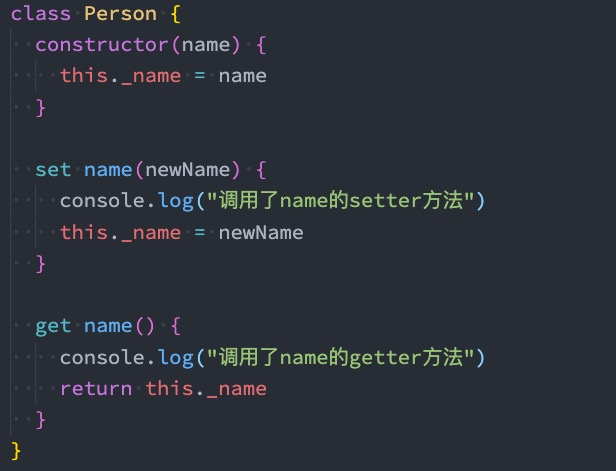 class Person {
  constructor(name) {
    this._name = name
  }

  set name(newName) {
    console.log("调用了name的setter方法")
    this._name = newName
  }

  get name() {
    console.log("调用了name的getter方法")
    return this._name
  }
}